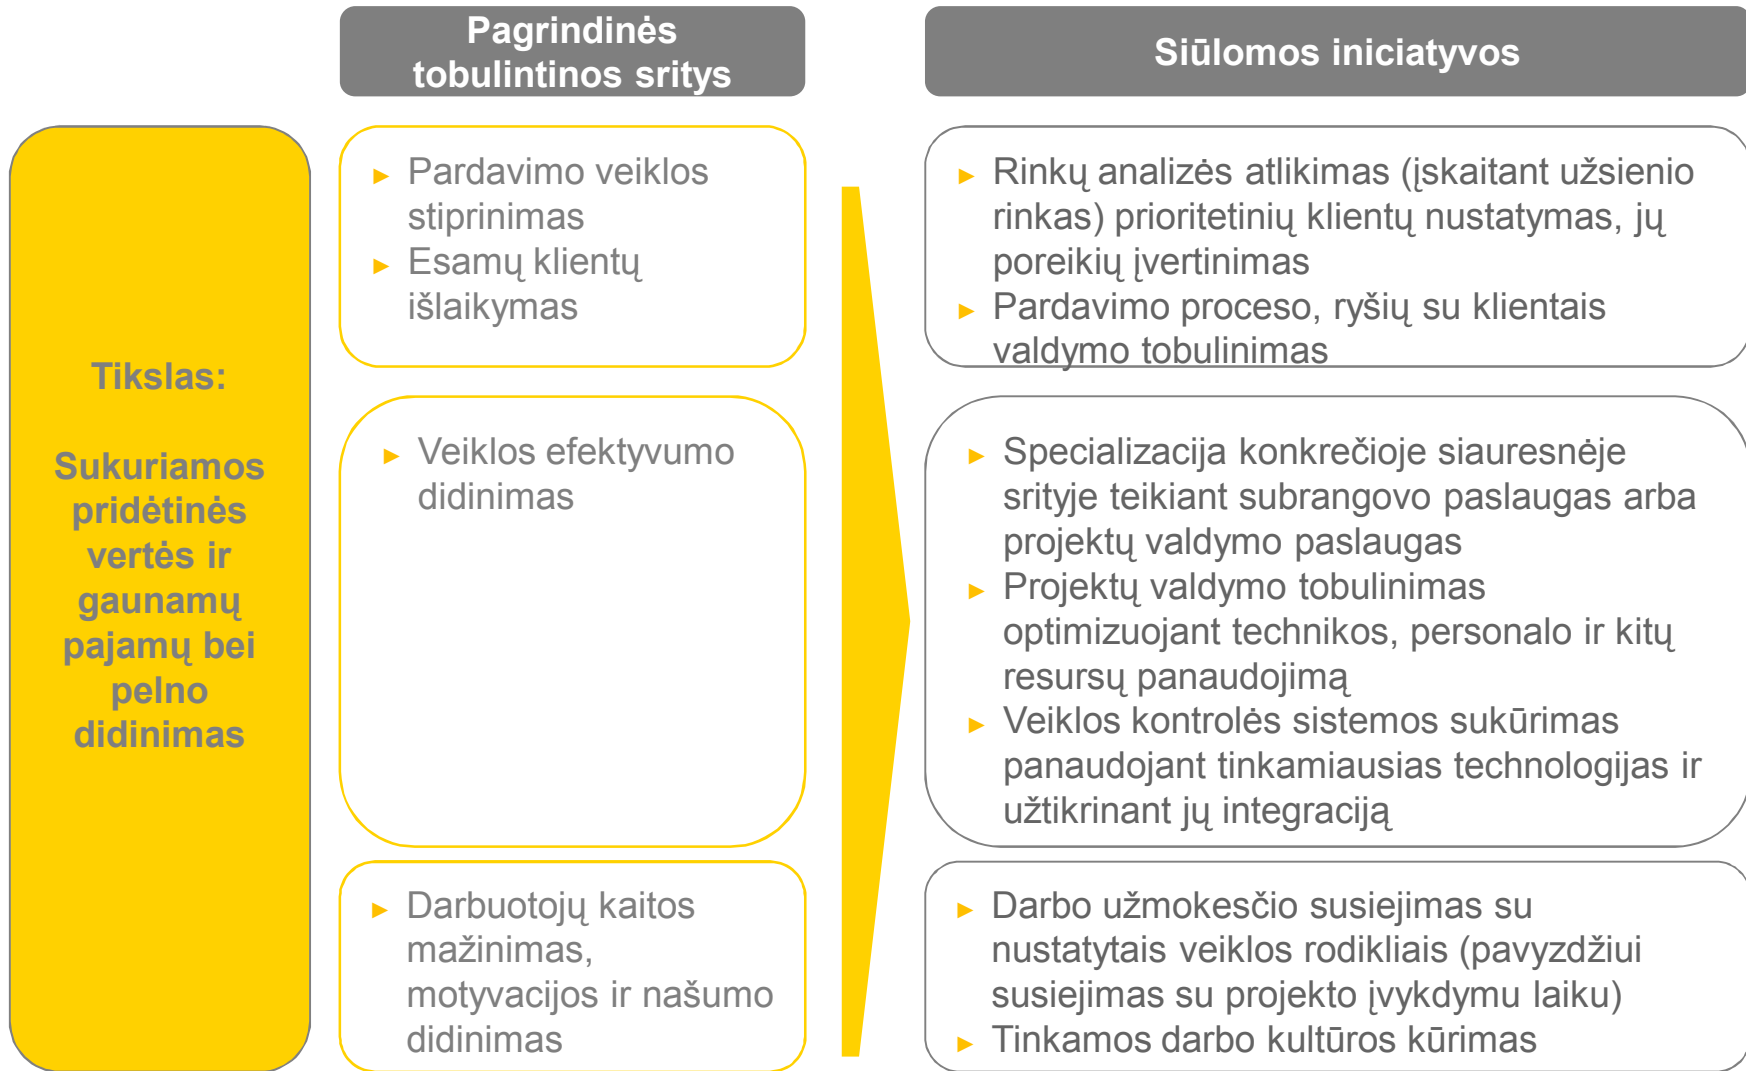 Pagrindinės
tobulintinos sritys
Siūlomos iniciatyvos
Tikslas:
Sukuriamos
pridėtinės
vertės ir
gaunamų
pajamų bei
pelno
didinimas
► Pardavimo veiklos
stiprinimas
► Esamų klientų
išlaikymas
► Rinkų analizės atlikimas (įskaitant užsienio
rinkas) prioritetinių klientų nustatymas, jų
poreikių įvertinimas
► Pardavimo proceso, ryšių su klientais
valdymo tobulinimas
► Veiklos efektyvumo
didinimas
► Specializacija konkrečioje siauresnėje
srityje teikiant subrangovo paslaugas arba
projektų valdymo paslaugas
► Projektų valdymo tobulinimas
optimizuojant technikos, personalo ir kitų
resursų panaudojimą
► Veiklos kontrolės sistemos sukūrimas
panaudojant tinkamiausias technologijas ir
užtikrinant jų integraciją
► Darbuotojų kaitos
mažinimas,
motyvacijos ir našumo
didinimas
► Darbo užmokesčio susiejimas su
nustatytais veiklos rodikliais (pavyzdžiui
susiejimas su projekto įvykdymu laiku)
► Tinkamos darbo kultūros kūrimas